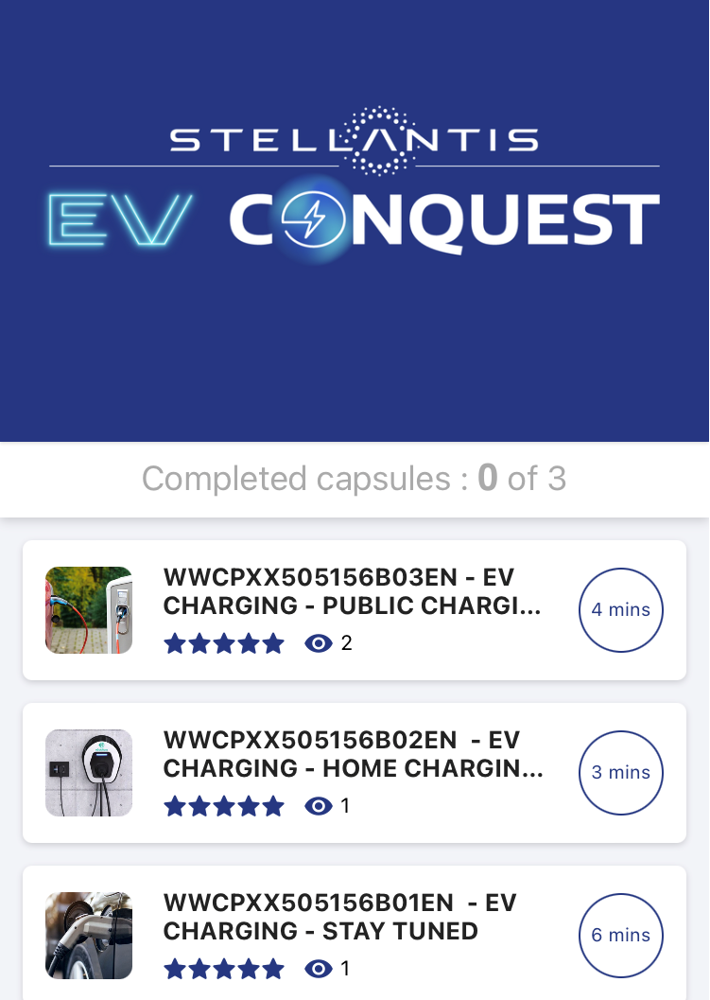 STELLANTIS
EV CONQUEST
Completed capsules : 0 of 3
WWCPXX505156B03EN - EV
CHARGING - PUBLIC CHARGI...
4 mins
2
WWCPXX505156B02EN - EV
CHARGING - HOME CHARGIN...
3 mins
1
WWCPXX505156B01EN - EV
CHARGING - STAY TUNED
6 mins
1